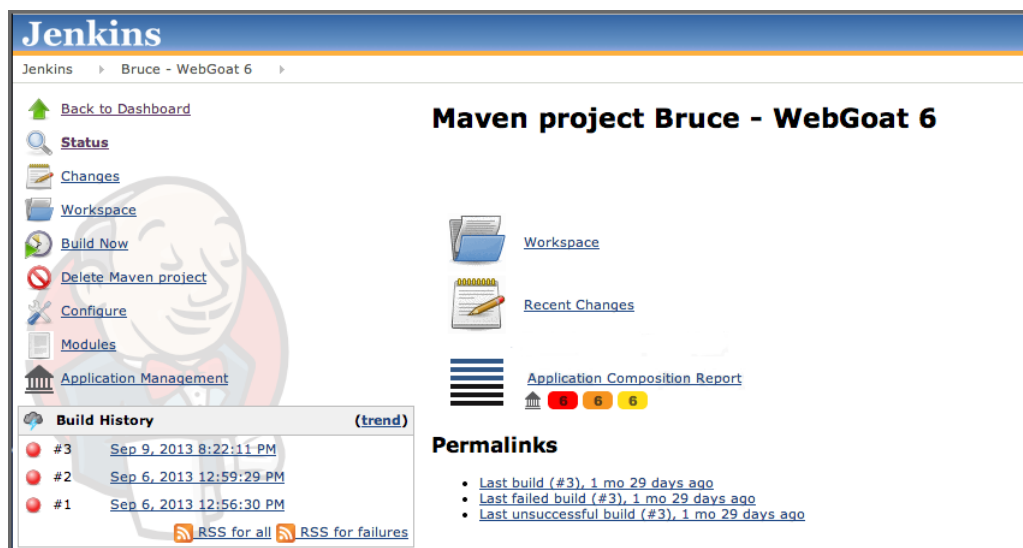 Jenkins
Jenkins Bruce - WebGoat 6
Back to Dashboard
Status
Changes
Workspace
Build Now
Delete Maven project
Configure
Modules
Application Management
Build History (trend)
#3 Sep 9, 2013 8:22:11 PM
#2 Sep 6, 2013 12:59:29 PM
#1 Sep 6, 2013 12:56:30 PM
RSS for all RSS for failures
Maven project Bruce - WebGoat 6
Workspace
Recent Changes
Application Composition Report
6 6 6
Permalinks
Last build (#3), 1 mo 29 days ago
Last failed build (#3), 1 mo 29 days ago
Last unsuccessful build (#3), 1 mo 29 days ago